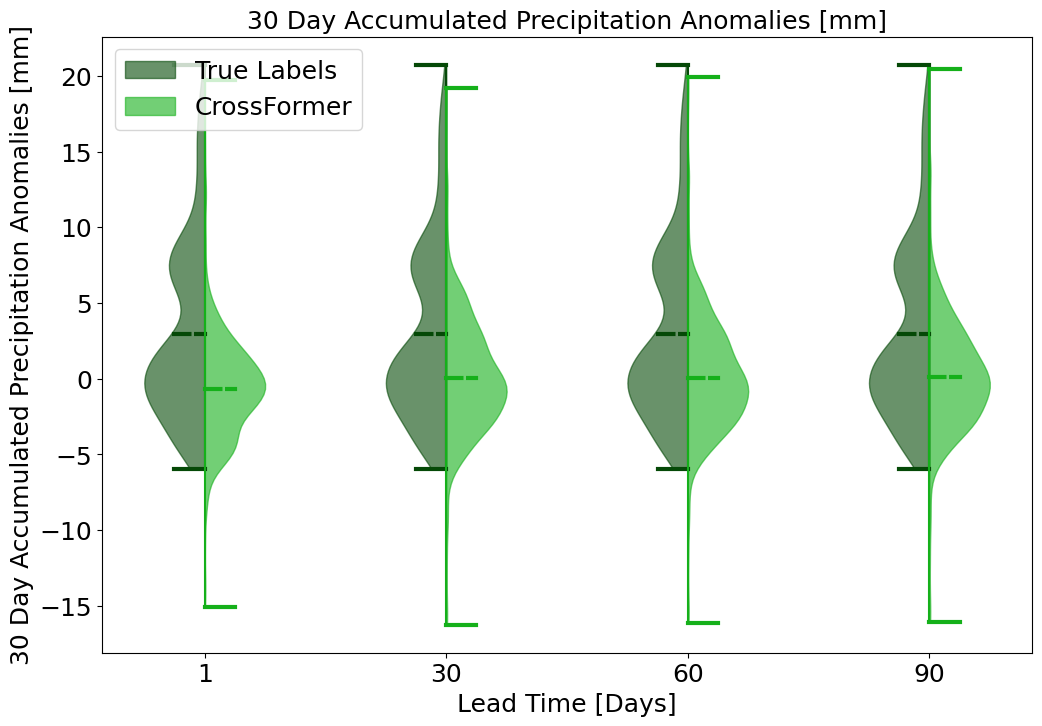 30 Day Accumulated Precipitation Anomalies [mm]
30 Day Accumulated Precipitation Anomalies [mm]
True Labels
CrossFormer
20
15
10
5
0
−5
−10
−15
1 30 60 90
Lead Time [Days]